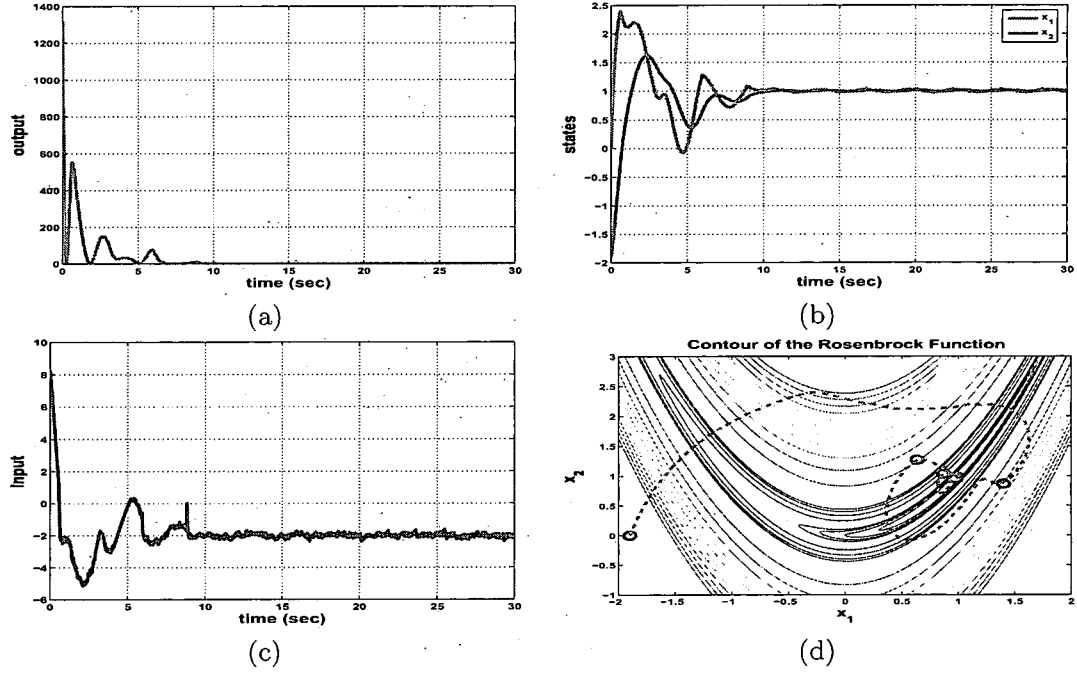 1400
1200
1000
800
600
400
200
0
output
0 5 10 15 20 25 30
time (sec)
(a)
2.5
2
1.5
1
0.5
0
−0.5
−1
−1.5
−2
states
x1
x2
0 5 10 15 20 25 30
time (sec)
(b)
10
8
6
4
2
0
−2
−4
−6
Input
0 5 10 15 20 25 30
time (sec)
(c)
Contour of the Rosenbrock Function
3
2.5
2
1.5
1
0.5
0
−0.5
−1
x2
−2 −1.5 −1 −0.5 0 0.5 1 1.5 2
x1
(d)